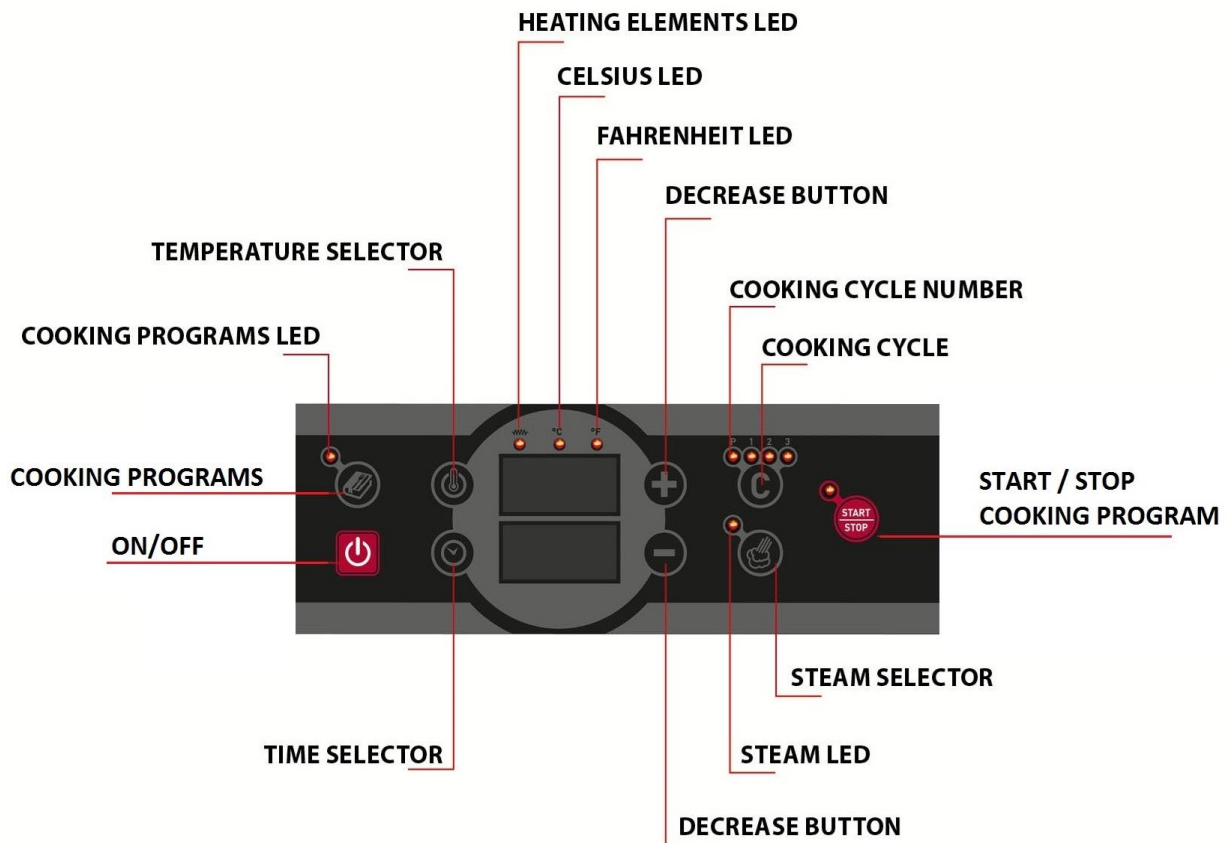 HEATING ELEMENTS LED
CELSIUS LED
FAHRENHEIT LED
DECREASE BUTTON
TEMPERATURE SELECTOR
COOKING CYCLE NUMBER
COOKING PROGRAMS LED
COOKING CYCLE
°C
°F
P 1 2 3
COOKING PROGRAMS
C
START / STOP
COOKING PROGRAM
START
STOP
ON/OFF
STEAM SELECTOR
TIME SELECTOR
STEAM LED
DECREASE BUTTON